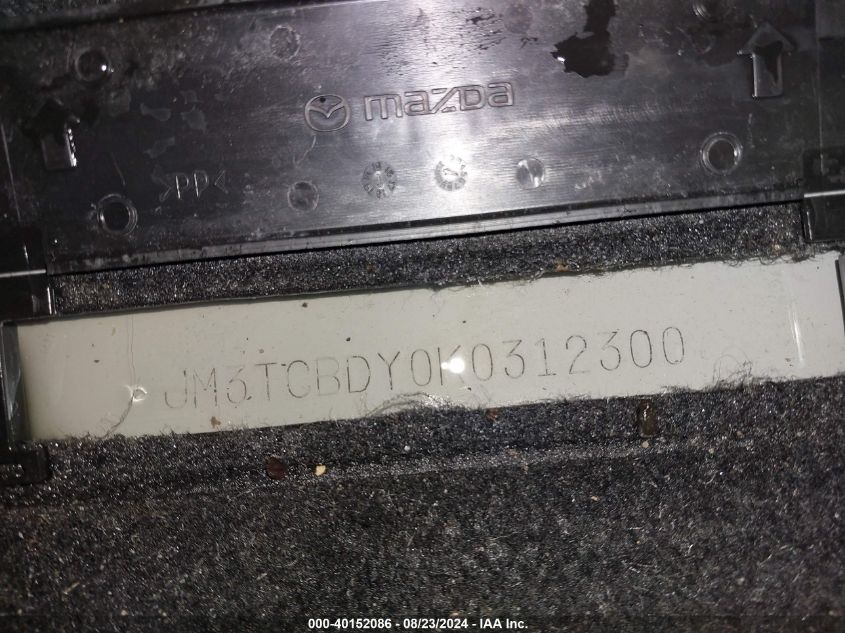 mazda
>PP<
JM3TCBDY0K0312300
000-40152086 - 08/23/2024 - IAA Inc.